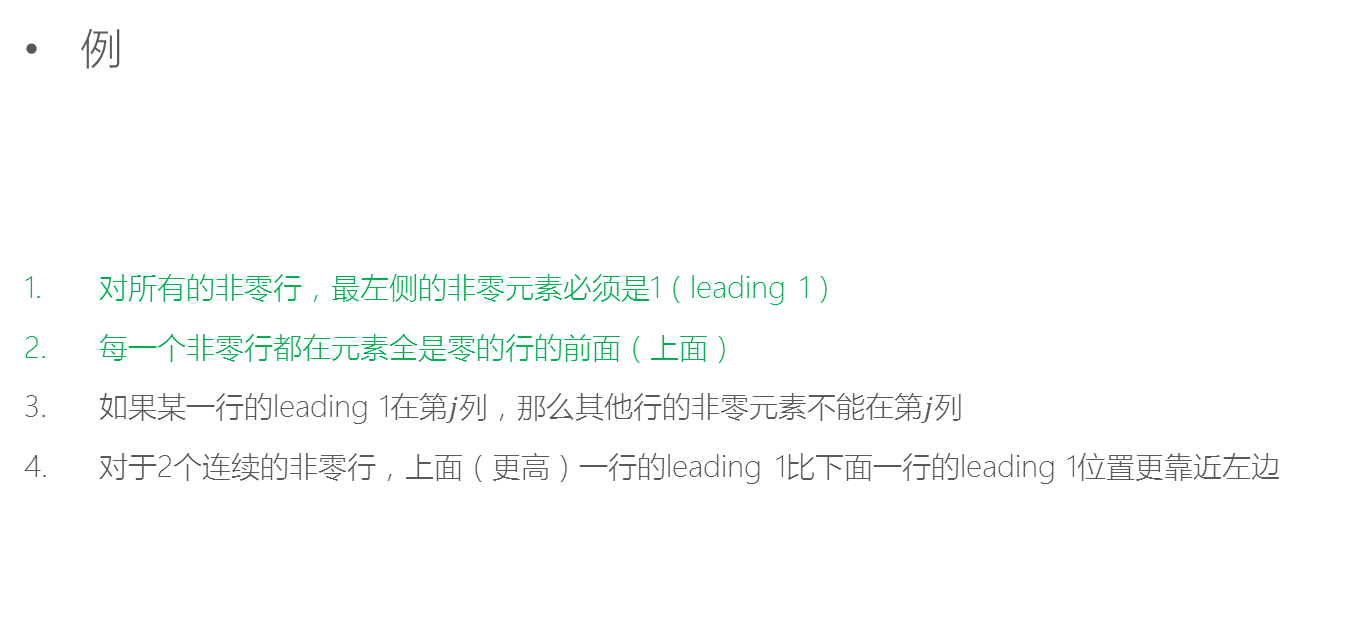 • 例
1. 对所有的非零行，最左侧的非零元素必须是1（leading 1）
2. 每一个非零行都在元素全是零的行的前面（上面）
3. 如果某一行的leading 1在第j列，那么其他行的非零元素不能在第j列
4. 对于2个连续的非零行，上面（更高）一行的leading 1比下面一行的leading 1位置更靠近左边